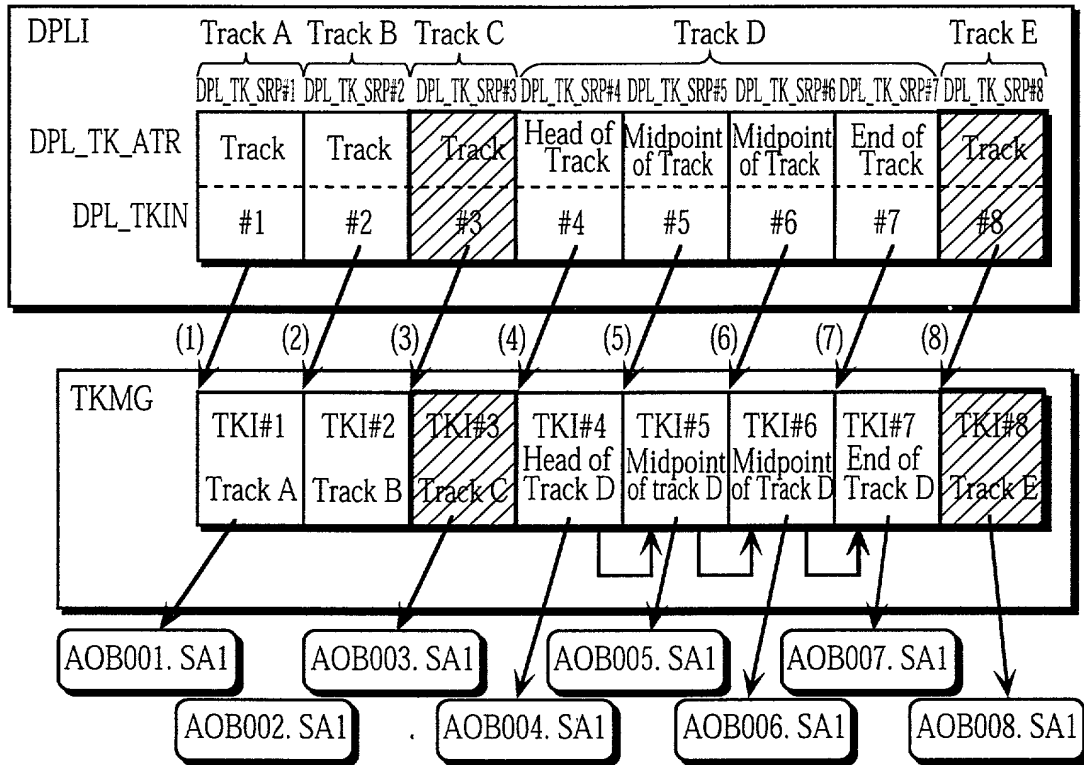 DPLI
Track A Track B Track C Track D Track E
DPL_TK_SRP#1 DPL_TK_SRP#2 DPL_TK_SRP#3 DPL_TK_SRP#4 DPL_TK_SRP#5 DPL_TK_SRP#6 DPL_TK_SRP#7 DPL_TK_SRP#8
DPL_TK_ATR
Track
Track
Track
Head of
Track
Midpoint
of Track
Midpoint
of Track
End of
Track
Track
DPL_TKIN #1 #2 #3 #4 #5 #6 #7 #8
(1) (2) (3) (4) (5) (6) (7) (8)
TKMG
TKI#1
Track A
TKI#2
Track B
TKI#3
Track C
TKI#4
Head of
Track D
TKI#5
Midpoint
of track D
TKI#6
Midpoint
of Track D
TKI#7
End of
Track D
TKI#8
Track E
AOB001. SA1 AOB003. SA1 AOB005. SA1 AOB007. SA1
AOB002. SA1 AOB004. SA1 AOB006. SA1 AOB008. SA1